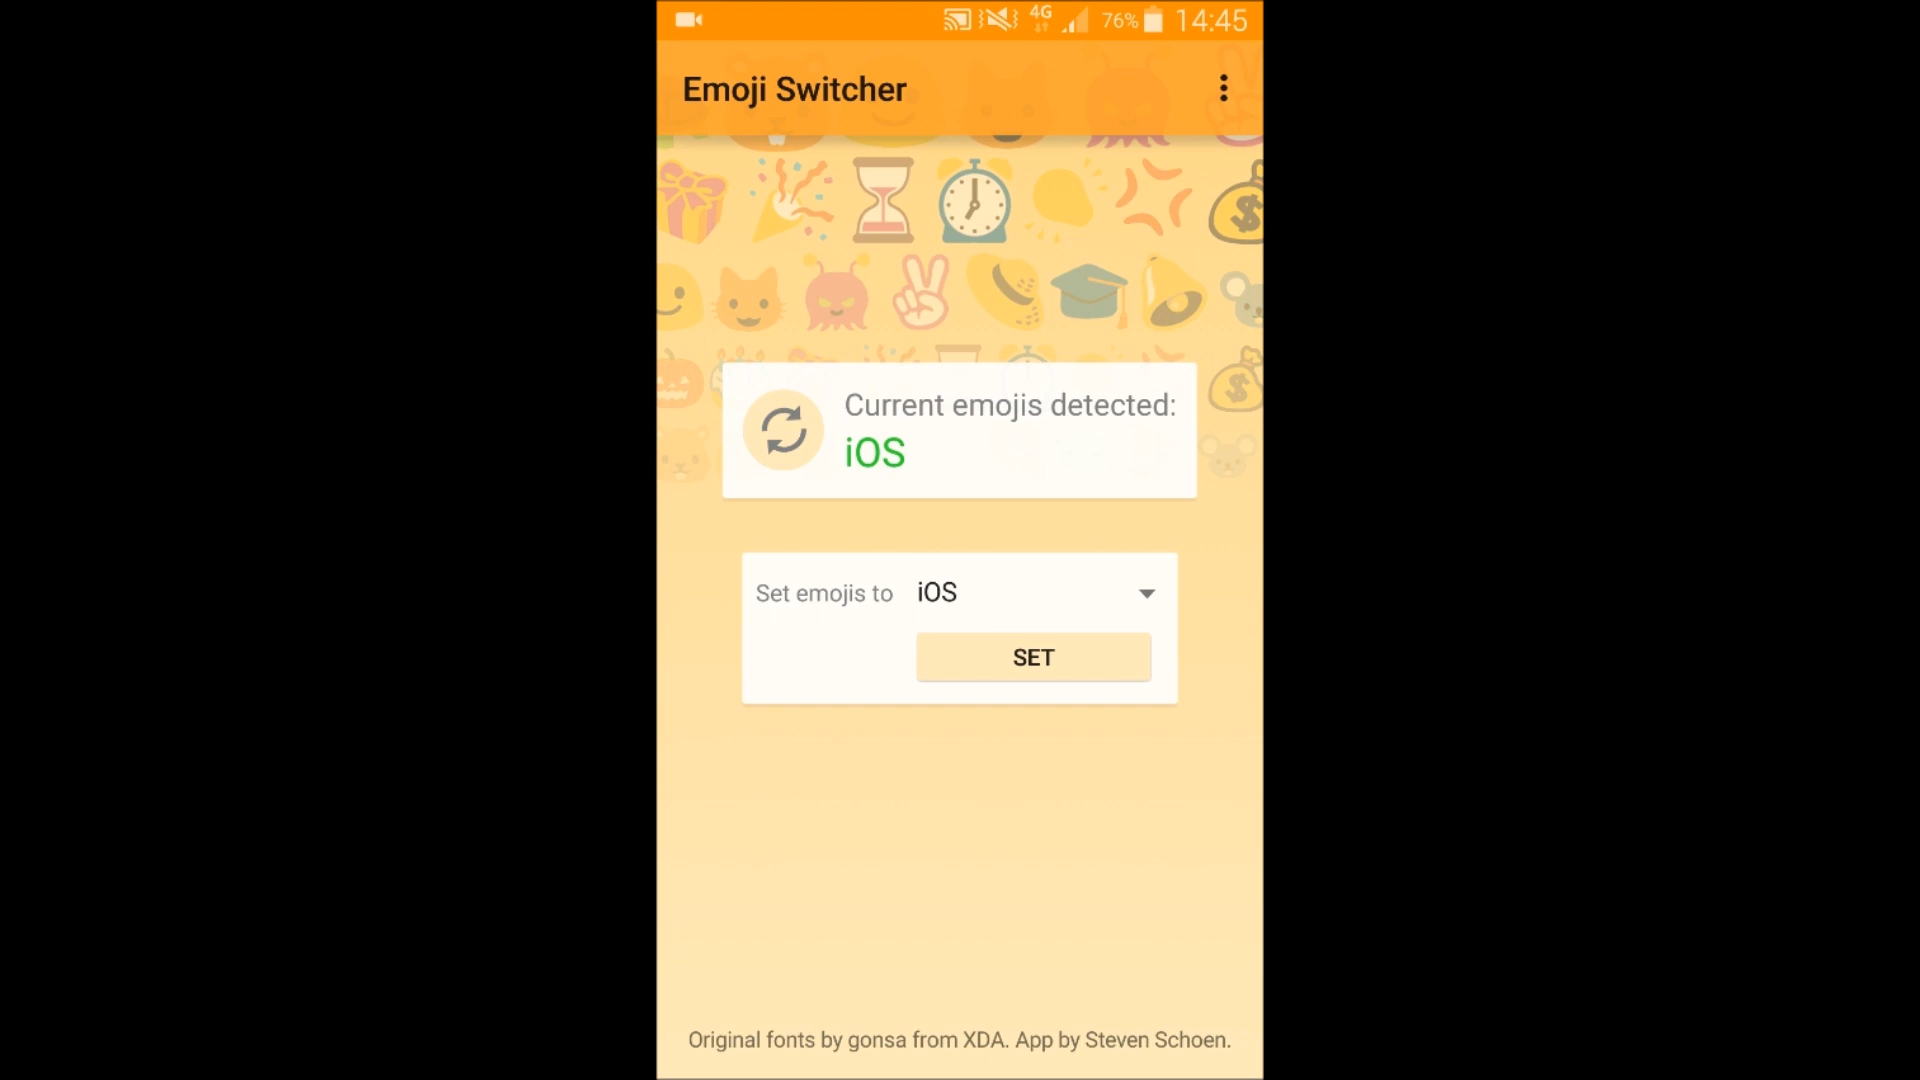 4G 76% 14:45
Emoji Switcher
Current emojis detected:
iOS
Set emojis to iOS
SET
Original fonts by gonsa from XDA. App by Steven Schoen.